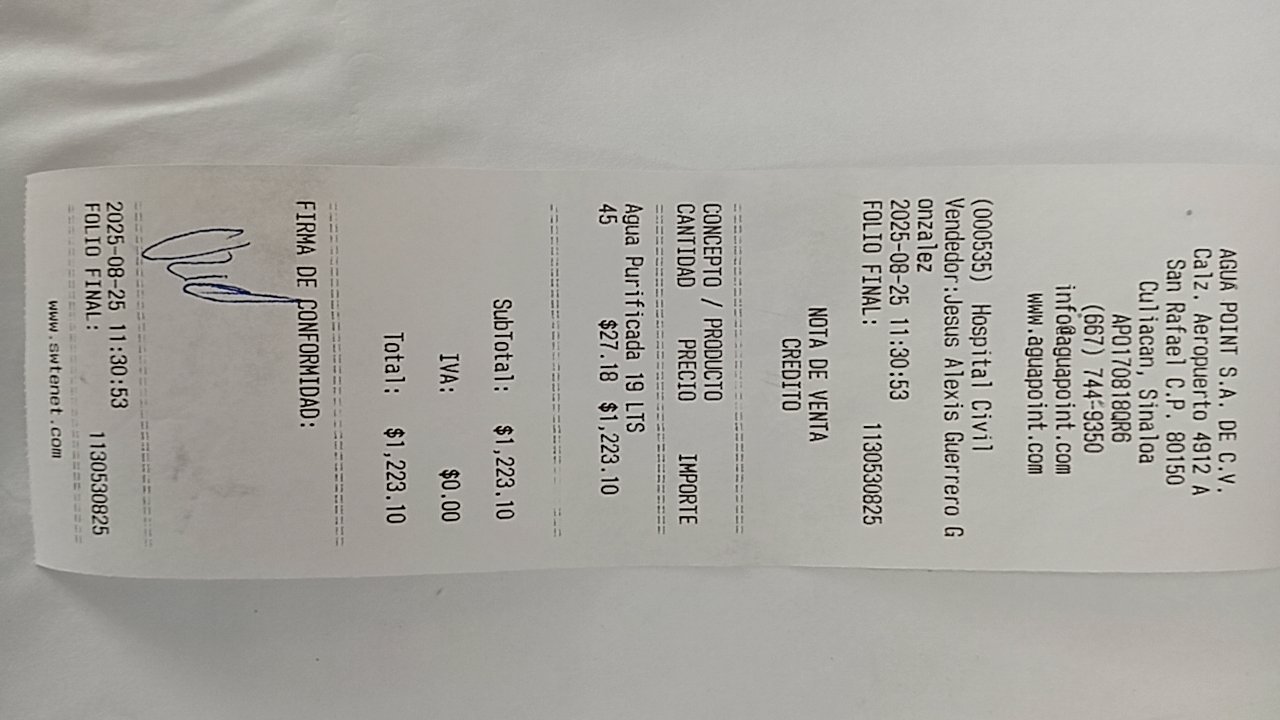 AGUA POINT S.A. DE C.V.
Calz. Aeropuerto 4912 A
San Rafael C.P. 80150
Culiacan, Sinaloa
APO170818QR6
(667) 744-9350
info@aguapoint.com
www.aguapoint.com
(000535) Hospital Civil
Vendedor:Jesus Alexis Guerrero G
onzalez
2025-08-25 11:30:53
FOLIO FINAL: 1130530825
NOTA DE VENTA
CREDITO
CONCEPTO / PRODUCTO
CANTIDAD PRECIO IMPORTE
Agua Purificada 19 LTS
45 $27.18 $1,223.10
SubTotal: $1,223.10
IVA: $0.00
Total: $1,223.10
FIRMA DE CONFORMIDAD:
2025-08-25 11:30:53
FOLIO FINAL: 1130530825
www.swtenet.com